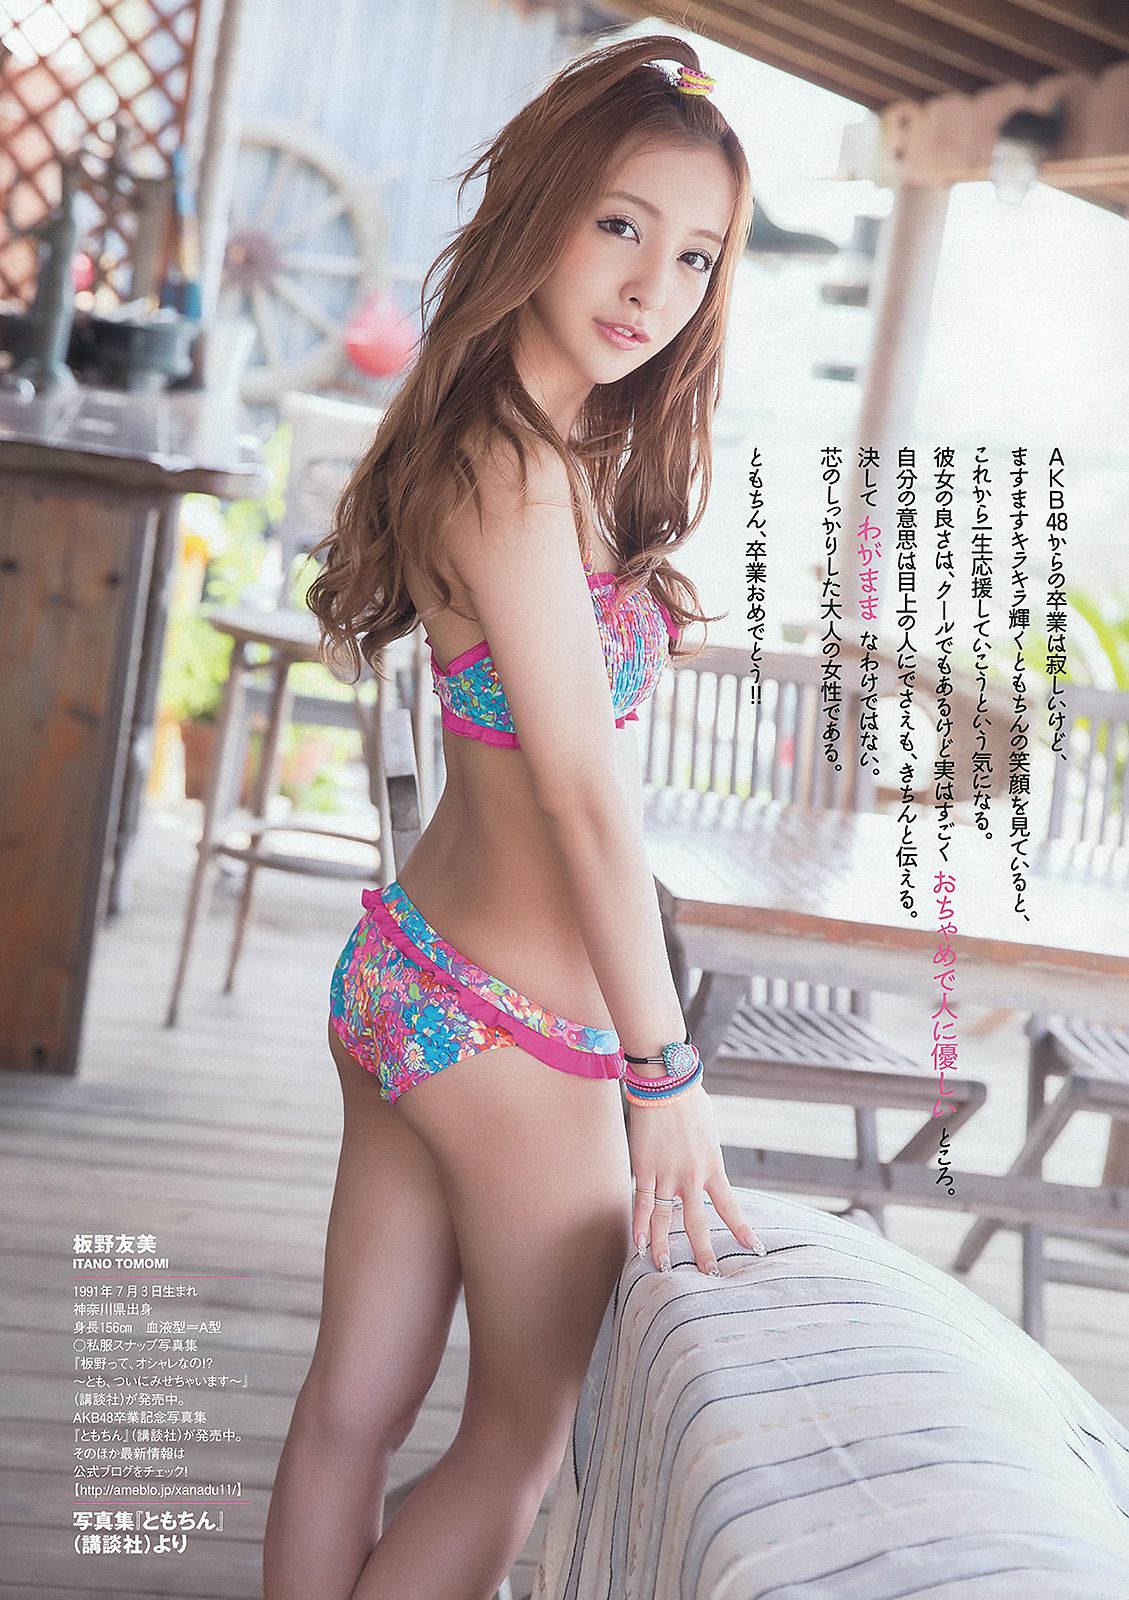 AKB48からの卒業は寂しいけど、
ますますキラキラ輝くともちんの笑顔を見ていると、
これから一生応援していこうという気になる。
彼女の良さは、クールでもあるけど実はすごく おちゃめで人に優しい ところ。
自分の意思は目上の人にでさえも、きちんと伝える。
決して わがまま なわけではない。
芯のしっかりした大人の女性である。
ともちん、卒業おめでとう!!
板野友美
ITANO TOMOMI
1991年7月3日生まれ
神奈川県出身
身長156㎝ 血液型＝A型
○私服スナップ写真集
『板野って、オシャレなの!?
〜とも、ついにみせちゃいます〜』
(講談社)が発売中。
AKB48卒業記念写真集
『ともちん』(講談社)が発売中。
そのほか最新情報は
公式ブログをチェック!
【http://ameblo.jp/xanadu11/】
写真集『ともちん』
(講談社)より
CEREMONY